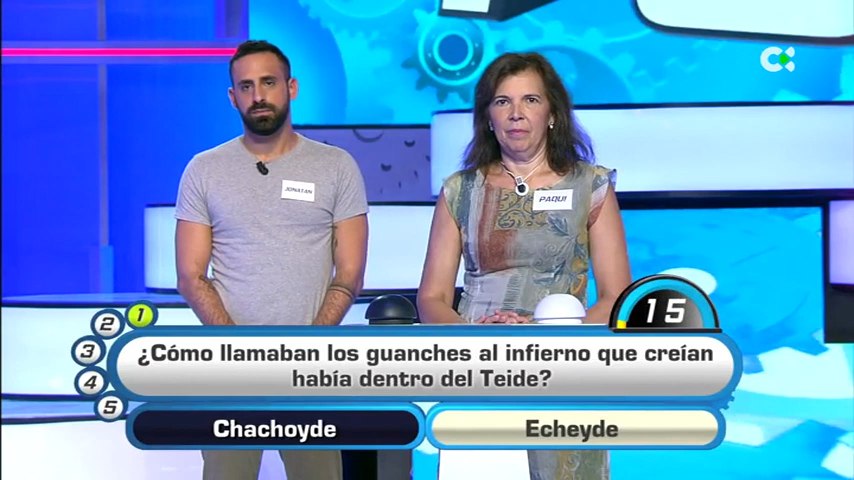 JONATAN
PAQUI
15
1
2
3
4
5
¿Cómo llamaban los guanches al infierno que creían
había dentro del Teide?
Chachoyde
Echeyde